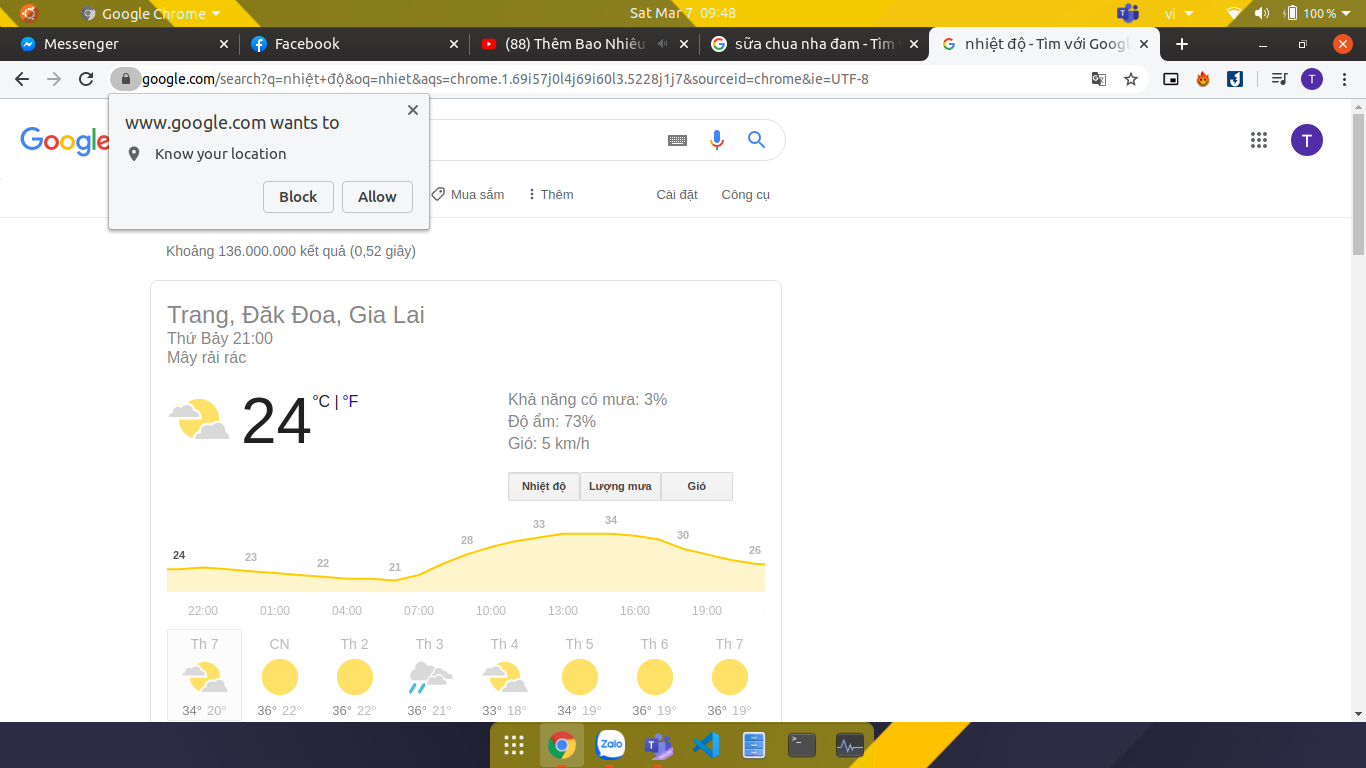 Google Chrome
Sat Mar 7 09:48
vi
100 %
Messenger
Facebook
(88) Thêm Bao Nhiêu
sữa chua nha đam - Tìm v
nhiệt độ - Tìm với Googl
google.com/search?q=nhiệt+độ&oq=nhiet&aqs=chrome.1.69i57j0l4j69i60l3.5228j1j7&sourceid=chrome&ie=UTF-8
T
www.google.com wants to
Know your location
Block
Allow
Google
T
Mua sắm
Thêm
Cài đặt
Công cụ
Khoảng 136.000.000 kết quả (0,52 giây)
Trang, Đăk Đoa, Gia Lai
Thứ Bảy 21:00
Mây rải rác
24 °C | °F
Khả năng có mưa: 3%
Độ ẩm: 73%
Gió: 5 km/h
Nhiệt độ
Lượng mưa
Gió
24 23 22 21 28 33 34 30 26
22:00 01:00 04:00 07:00 10:00 13:00 16:00 19:00
Th 7 CN Th 2 Th 3 Th 4 Th 5 Th 6 Th 7
34° 20° 36° 22° 36° 22° 36° 21° 33° 18° 34° 19° 36° 19° 36° 19°
Zalo